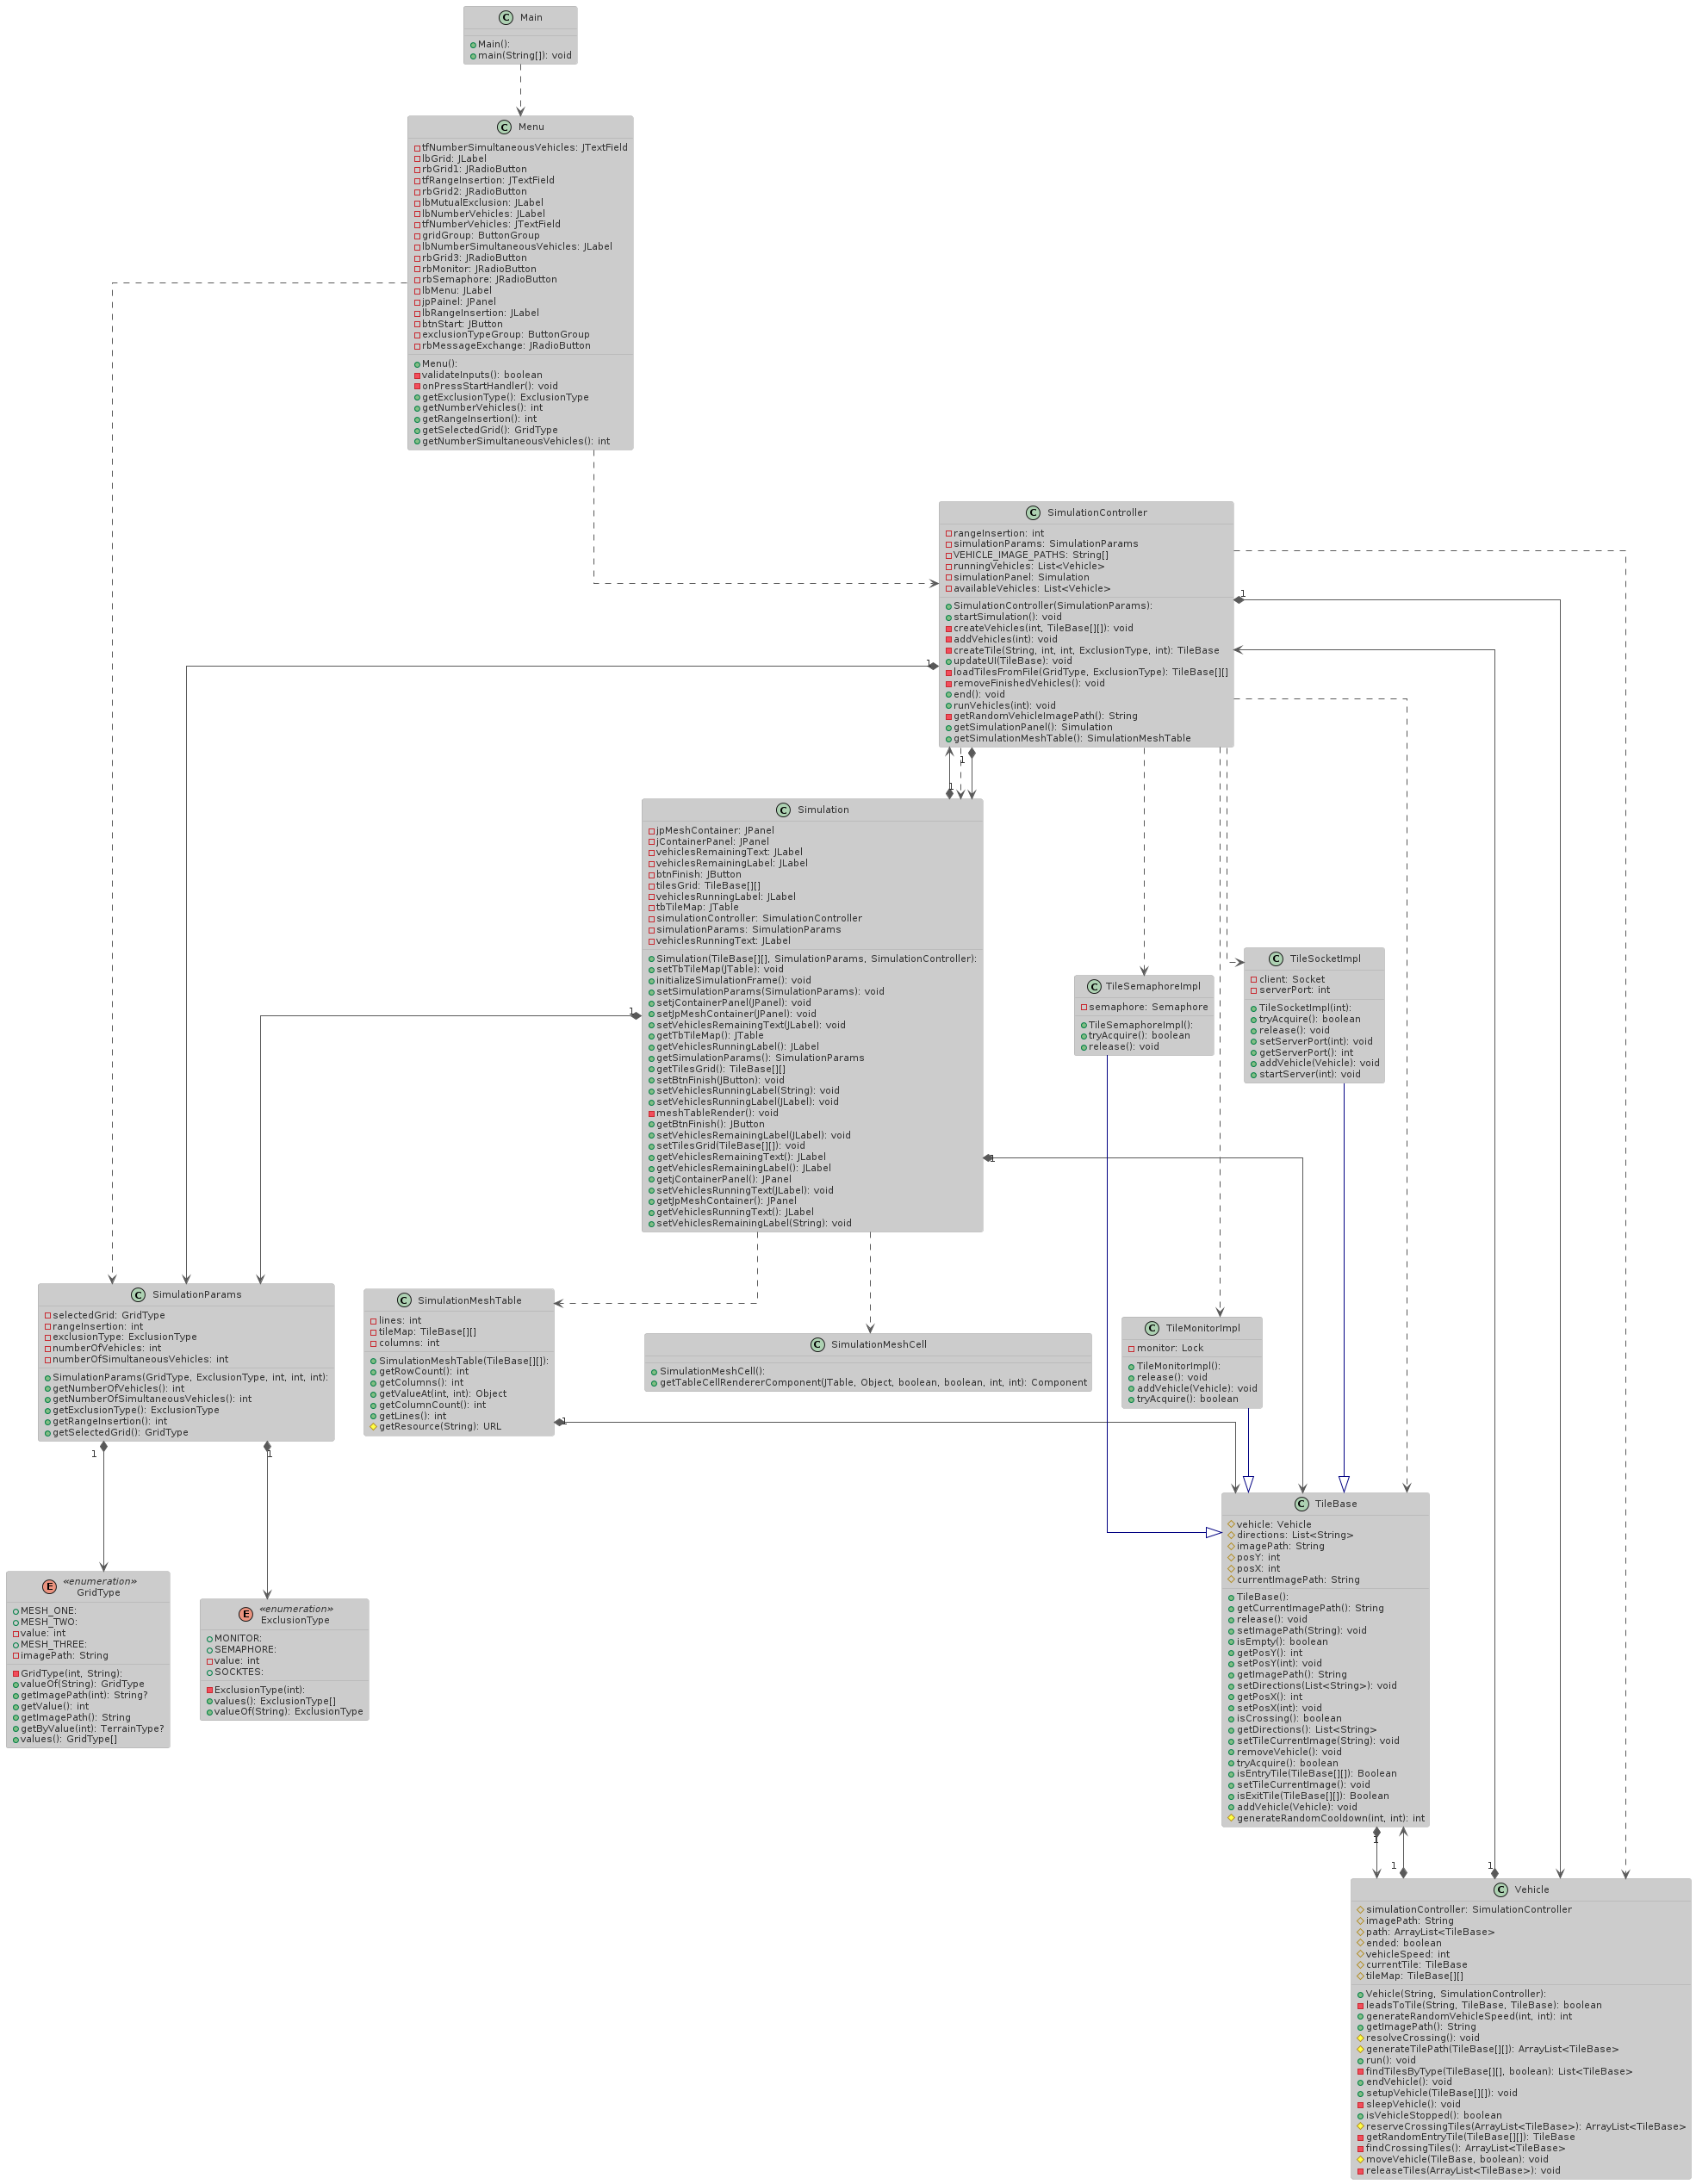 C Main
Main():
main(String[]): void
C Menu
tfNumberSimultaneousVehicles: JTextField
lbGrid: JLabel
rbGrid1: JRadioButton
tfRangeInsertion: JTextField
rbGrid2: JRadioButton
lbMutualExclusion: JLabel
lbNumberVehicles: JLabel
tfNumberVehicles: JTextField
gridGroup: ButtonGroup
lbNumberSimultaneousVehicles: JLabel
rbGrid3: JRadioButton
rbMonitor: JRadioButton
rbSemaphore: JRadioButton
lbMenu: JLabel
jpPainel: JPanel
lbRangeInsertion: JLabel
btnStart: JButton
exclusionTypeGroup: ButtonGroup
rbMessageExchange: JRadioButton
Menu():
validateInputs(): boolean
onPressStartHandler(): void
getExclusionType(): ExclusionType
getNumberVehicles(): int
getRangeInsertion(): int
getSelectedGrid(): GridType
getNumberSimultaneousVehicles(): int
C SimulationController
rangeInsertion: int
simulationParams: SimulationParams
VEHICLE_IMAGE_PATHS: String[]
runningVehicles: List<Vehicle>
simulationPanel: Simulation
availableVehicles: List<Vehicle>
SimulationController(SimulationParams):
startSimulation(): void
createVehicles(int, TileBase[][]): void
addVehicles(int): void
createTile(String, int, int, ExclusionType, int): TileBase
updateUI(TileBase): void
loadTilesFromFile(GridType, ExclusionType): TileBase[][]
removeFinishedVehicles(): void
end(): void
runVehicles(int): void
getRandomVehicleImagePath(): String
getSimulationPanel(): Simulation
getSimulationMeshTable(): SimulationMeshTable
1
1
1
1
C Simulation
jpMeshContainer: JPanel
jContainerPanel: JPanel
vehiclesRemainingText: JLabel
vehiclesRemainingLabel: JLabel
btnFinish: JButton
tilesGrid: TileBase[][]
vehiclesRunningLabel: JLabel
tbTileMap: JTable
simulationController: SimulationController
simulationParams: SimulationParams
vehiclesRunningText: JLabel
Simulation(TileBase[][], SimulationParams, SimulationController):
setTbTileMap(JTable): void
initializeSimulationFrame(): void
setSimulationParams(SimulationParams): void
setjContainerPanel(JPanel): void
setJpMeshContainer(JPanel): void
setVehiclesRemainingText(JLabel): void
getTbTileMap(): JTable
getVehiclesRunningLabel(): JLabel
getSimulationParams(): SimulationParams
getTilesGrid(): TileBase[][]
setBtnFinish(JButton): void
setVehiclesRunningLabel(String): void
setVehiclesRunningLabel(JLabel): void
meshTableRender(): void
getBtnFinish(): JButton
setVehiclesRemainingLabel(JLabel): void
setTilesGrid(TileBase[][]): void
getVehiclesRemainingText(): JLabel
getVehiclesRemainingLabel(): JLabel
getjContainerPanel(): JPanel
setVehiclesRunningText(JLabel): void
getJpMeshContainer(): JPanel
getVehiclesRunningText(): JLabel
setVehiclesRemainingLabel(String): void
1
1
C TileSemaphoreImpl
semaphore: Semaphore
TileSemaphoreImpl():
tryAcquire(): boolean
release(): void
C TileSocketImpl
client: Socket
serverPort: int
TileSocketImpl(int):
tryAcquire(): boolean
release(): void
setServerPort(int): void
getServerPort(): int
addVehicle(Vehicle): void
startServer(int): void
C SimulationParams
selectedGrid: GridType
rangeInsertion: int
exclusionType: ExclusionType
numberOfVehicles: int
numberOfSimultaneousVehicles: int
SimulationParams(GridType, ExclusionType, int, int, int):
getNumberOfVehicles(): int
getNumberOfSimultaneousVehicles(): int
getExclusionType(): ExclusionType
getRangeInsertion(): int
getSelectedGrid(): GridType
1
1
C SimulationMeshTable
lines: int
tileMap: TileBase[][]
columns: int
SimulationMeshTable(TileBase[][]):
getRowCount(): int
getColumns(): int
getValueAt(int, int): Object
getColumnCount(): int
getLines(): int
getResource(String): URL
1
C SimulationMeshCell
SimulationMeshCell():
getTableCellRendererComponent(JTable, Object, boolean, boolean, int, int): Component
C TileMonitorImpl
monitor: Lock
TileMonitorImpl():
release(): void
addVehicle(Vehicle): void
tryAcquire(): boolean
E «enumeration»
GridType
MESH_ONE:
MESH_TWO:
value: int
MESH_THREE:
imagePath: String
GridType(int, String):
valueOf(String): GridType
getImagePath(int): String?
getValue(): int
getImagePath(): String
getByValue(int): TerrainType?
values(): GridType[]
E «enumeration»
ExclusionType
MONITOR:
SEMAPHORE:
value: int
SOCKTES:
ExclusionType(int):
values(): ExclusionType[]
valueOf(String): ExclusionType
C TileBase
vehicle: Vehicle
directions: List<String>
imagePath: String
posY: int
posX: int
currentImagePath: String
TileBase():
getCurrentImagePath(): String
release(): void
setImagePath(String): void
isEmpty(): boolean
getPosY(): int
setPosY(int): void
getImagePath(): String
setDirections(List<String>): void
getPosX(): int
setPosX(int): void
isCrossing(): boolean
getDirections(): List<String>
setTileCurrentImage(String): void
removeVehicle(): void
tryAcquire(): boolean
isEntryTile(TileBase[][]): Boolean
setTileCurrentImage(): void
isExitTile(TileBase[][]): Boolean
addVehicle(Vehicle): void
generateRandomCooldown(int, int): int
1
1
1
C Vehicle
simulationController: SimulationController
imagePath: String
path: ArrayList<TileBase>
ended: boolean
vehicleSpeed: int
currentTile: TileBase
tileMap: TileBase[][]
Vehicle(String, SimulationController):
leadsToTile(String, TileBase, TileBase): boolean
generateRandomVehicleSpeed(int, int): int
getImagePath(): String
resolveCrossing(): void
generateTilePath(TileBase[][]): ArrayList<TileBase>
run(): void
findTilesByType(TileBase[][], boolean): List<TileBase>
endVehicle(): void
setupVehicle(TileBase[][]): void
sleepVehicle(): void
isVehicleStopped(): boolean
reserveCrossingTiles(ArrayList<TileBase>): ArrayList<TileBase>
getRandomEntryTile(TileBase[][]): TileBase
findCrossingTiles(): ArrayList<TileBase>
moveVehicle(TileBase, boolean): void
releaseTiles(ArrayList<TileBase>): void